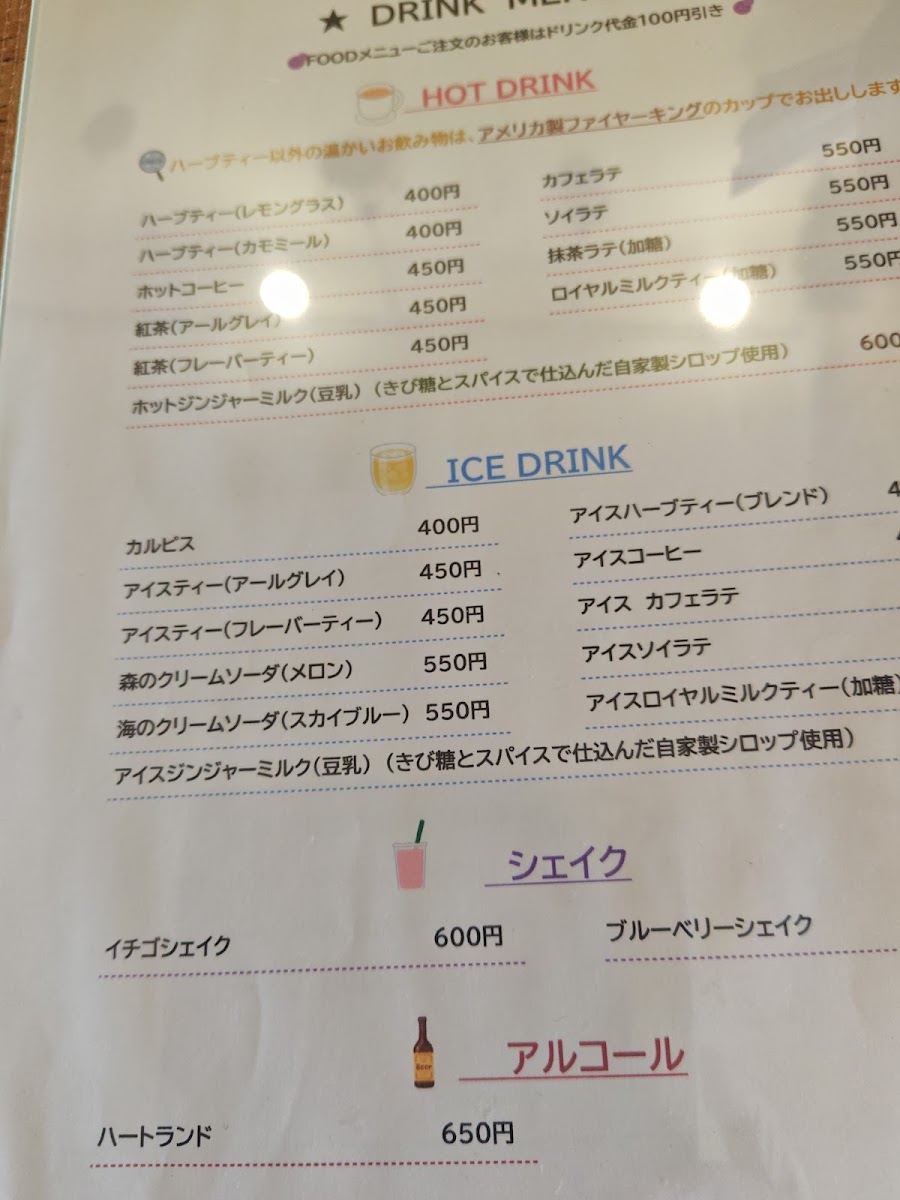 ★ DRINK
FOODメニューご注文のお客様はドリンク代金100円引き
HOT DRINK
ハーブティー以外の温かいお飲み物は、アメリカ製ファイヤーキングのカップでお出しします
ハーブティー(レモングラス) 400円
ハーブティー(カモミール) 400円
ホットコーヒー 450円
紅茶(アールグレイ) 450円
紅茶(フレーバーティー) 450円
カフェラテ 550円
ソイラテ 550円
抹茶ラテ(加糖) 550円
ロイヤルミルクティー(加糖) 550円
ホットジンジャーミルク(豆乳) (きび糖とスパイスで仕込んだ自家製シロップ使用) 600
ICE DRINK
カルピス 400円
アイスティー(アールグレイ) 450円
アイスティー(フレーバーティー) 450円
森のクリームソーダ(メロン) 550円
海のクリームソーダ(スカイブルー) 550円
アイスハーブティー(ブレンド)
アイスコーヒー
アイス カフェラテ
アイスソイラテ
アイスロイヤルミルクティー(加糖)
アイスジンジャーミルク(豆乳) (きび糖とスパイスで仕込んだ自家製シロップ使用)
シェイク
イチゴシェイク 600円
ブルーベリーシェイク
Beer
アルコール
ハートランド 650円